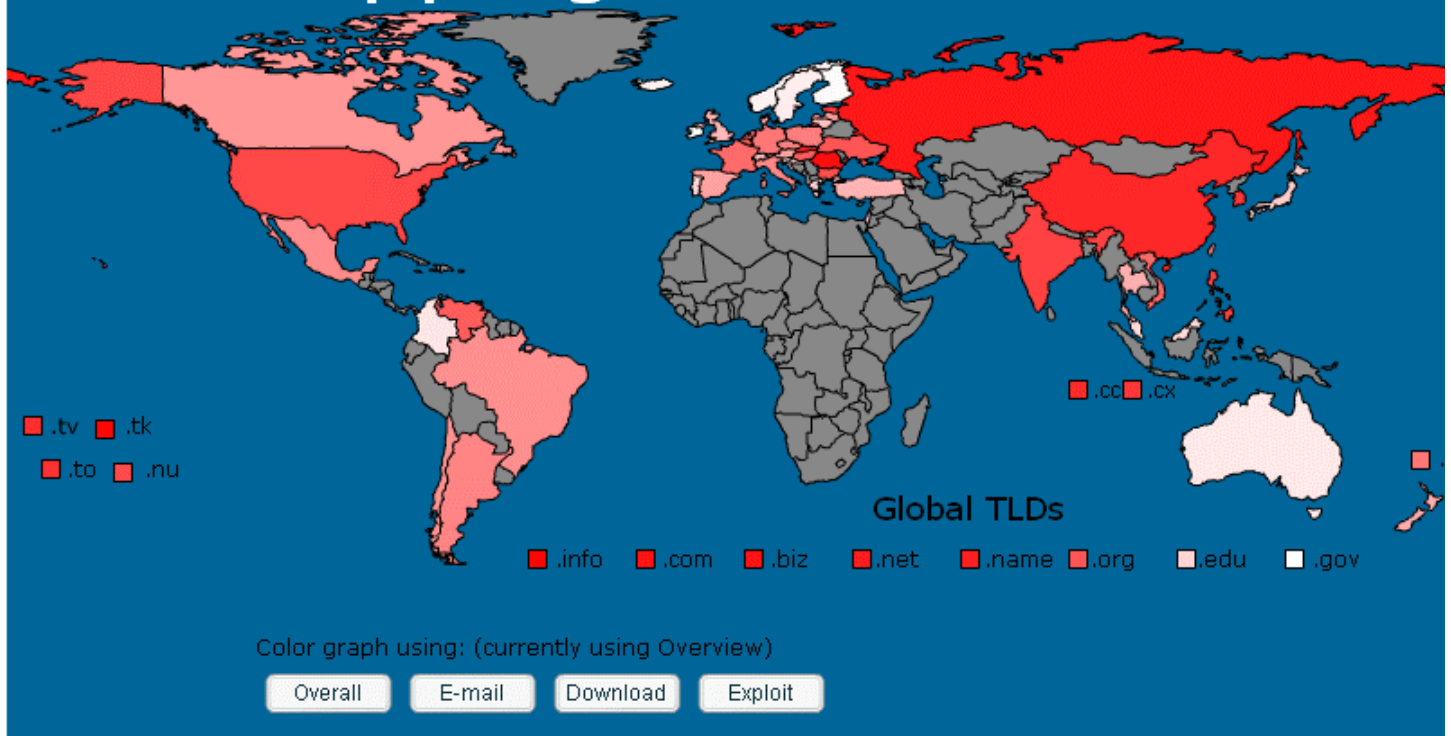 .cc .cx
.tv .tk
.to .nu
Global TLDs
.info .com .biz .net .name .org .edu .gov
Color graph using: (currently using Overview)
Overall E-mail Download Exploit